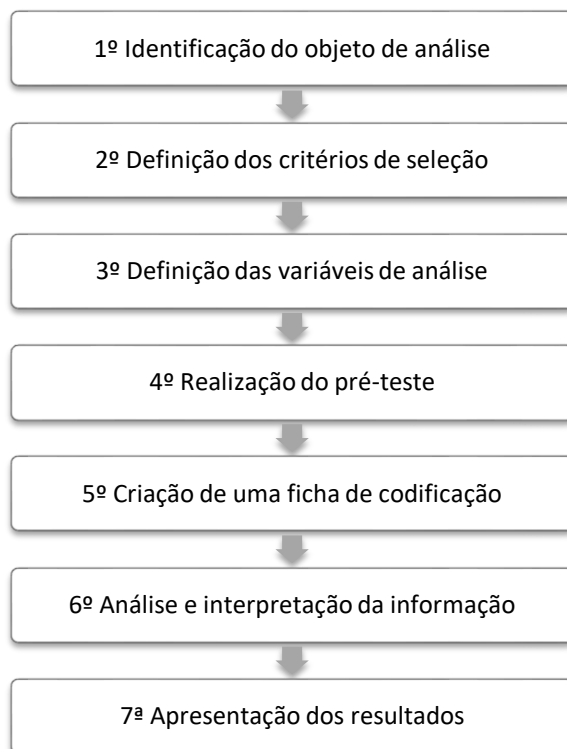 1º Identificação do objeto de análise
2º Definição dos critérios de seleção
3º Definição das variáveis de análise
4º Realização do pré-teste
5º Criação de uma ficha de codificação
6º Análise e interpretação da informação
7ª Apresentação dos resultados